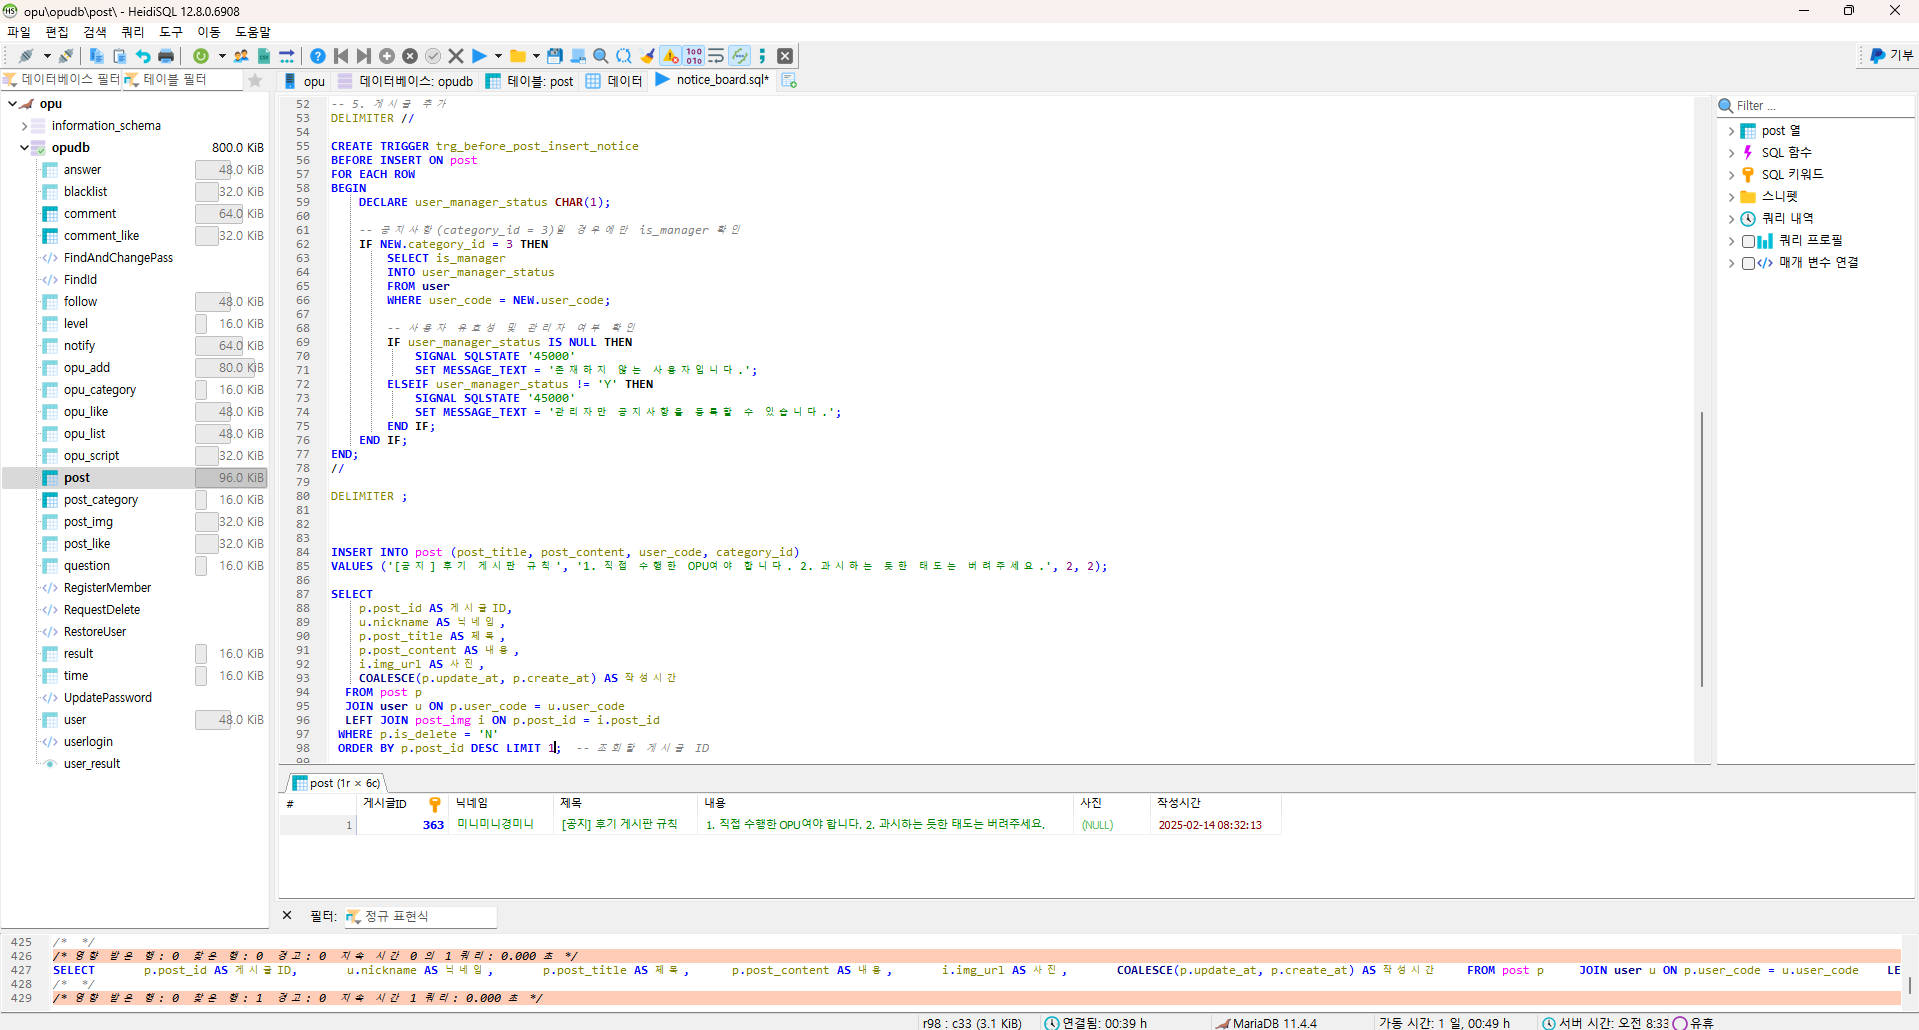 opu\opudb\post\ - HeidiSQL 12.8.0.6908
파일 편집 검색 쿼리 도구 이동 도움말
기부
데이터베이스 필터 테이블 필터
opu 데이터베이스: opudb 테이블: post 데이터 notice_board.sql*
opu
information_schema
opudb 800.0 KiB
answer 48.0 KiB
blacklist 32.0 KiB
comment 64.0 KiB
comment_like 32.0 KiB
FindAndChangePass
FindId
follow 48.0 KiB
level 16.0 KiB
notify 64.0 KiB
opu_add 80.0 KiB
opu_category 16.0 KiB
opu_like 48.0 KiB
opu_list 48.0 KiB
opu_script 32.0 KiB
post 96.0 KiB
post_category 16.0 KiB
post_img 32.0 KiB
post_like 32.0 KiB
question 16.0 KiB
RegisterMember
RequestDelete
RestoreUser
result 16.0 KiB
time 16.0 KiB
UpdatePassword
user 48.0 KiB
userlogin
user_result
52 -- 5. 게시글 추가
53 DELIMITER //
54
55 CREATE TRIGGER trg_before_post_insert_notice
56 BEFORE INSERT ON post
57 FOR EACH ROW
58 BEGIN
59 DECLARE user_manager_status CHAR(1);
60
61 -- 공지사항(category_id = 3)일 경우에만 is_manager 확인
62 IF NEW.category_id = 3 THEN
63 SELECT is_manager
64 INTO user_manager_status
65 FROM user
66 WHERE user_code = NEW.user_code;
67
68 -- 사용자 유효성 및 관리자 여부 확인
69 IF user_manager_status IS NULL THEN
70 SIGNAL SQLSTATE '45000'
71 SET MESSAGE_TEXT = '존재하지 않는 사용자입니다.';
72 ELSEIF user_manager_status != 'Y' THEN
73 SIGNAL SQLSTATE '45000'
74 SET MESSAGE_TEXT = '관리자만 공지사항을 등록할 수 있습니다.';
75 END IF;
76 END IF;
77 END;
78 //
79
80 DELIMITER ;
81
82
83
84 INSERT INTO post (post_title, post_content, user_code, category_id)
85 VALUES ('[공지] 후기 게시판 규칙', '1. 직접 수행한 OPU여야 합니다. 2. 과시하는 듯한 태도는 버려주세요.', 2, 2);
86
87 SELECT
88 p.post_id AS 게시글ID,
89 u.nickname AS 닉네임,
90 p.post_title AS 제목,
91 p.post_content AS 내용,
92 i.img_url AS 사진,
93 COALESCE(p.update_at, p.create_at) AS 작성시간
94 FROM post p
95 JOIN user u ON p.user_code = u.user_code
96 LEFT JOIN post_img i ON p.post_id = i.post_id
97 WHERE p.is_delete = 'N'
98 ORDER BY p.post_id DESC LIMIT 1; -- 조회할 게시글 ID
99
Filter ...
post 열
SQL 함수
SQL 키워드
스니펫
쿼리 내역
쿼리 프로필
매개 변수 연결
post (1r × 6c)
# 게시글ID 닉네임 제목 내용 사진 작성시간
1 363 미니미니경미니 [공지] 후기 게시판 규칙 1. 직접 수행한 OPU여야 합니다. 2. 과시하는 듯한 태도는 버려주세요. (NULL) 2025-02-14 08:32:13
필터: 정규 표현식
425 /* */
426 /* 영향 받은 행: 0 찾은 행: 0 경고: 0 지속 시간 0 의 1 쿼리: 0.000 초 */
427 SELECT p.post_id AS 게시글ID, u.nickname AS 닉네임, p.post_title AS 제목, p.post_content AS 내용, i.img_url AS 사진, COALESCE(p.update_at, p.create_at) AS 작성시간 FROM post p JOIN user u ON p.user_code = u.user_code LE
428 /* */
429 /* 영향 받은 행: 0 찾은 행: 1 경고: 0 지속 시간 1 쿼리: 0.000 초 */
r98 : c33 (3.1 KiB) 연결됨: 00:39 h MariaDB 11.4.4 가동 시간: 1 일, 00:49 h 서버 시간: 오전 8:33 유휴